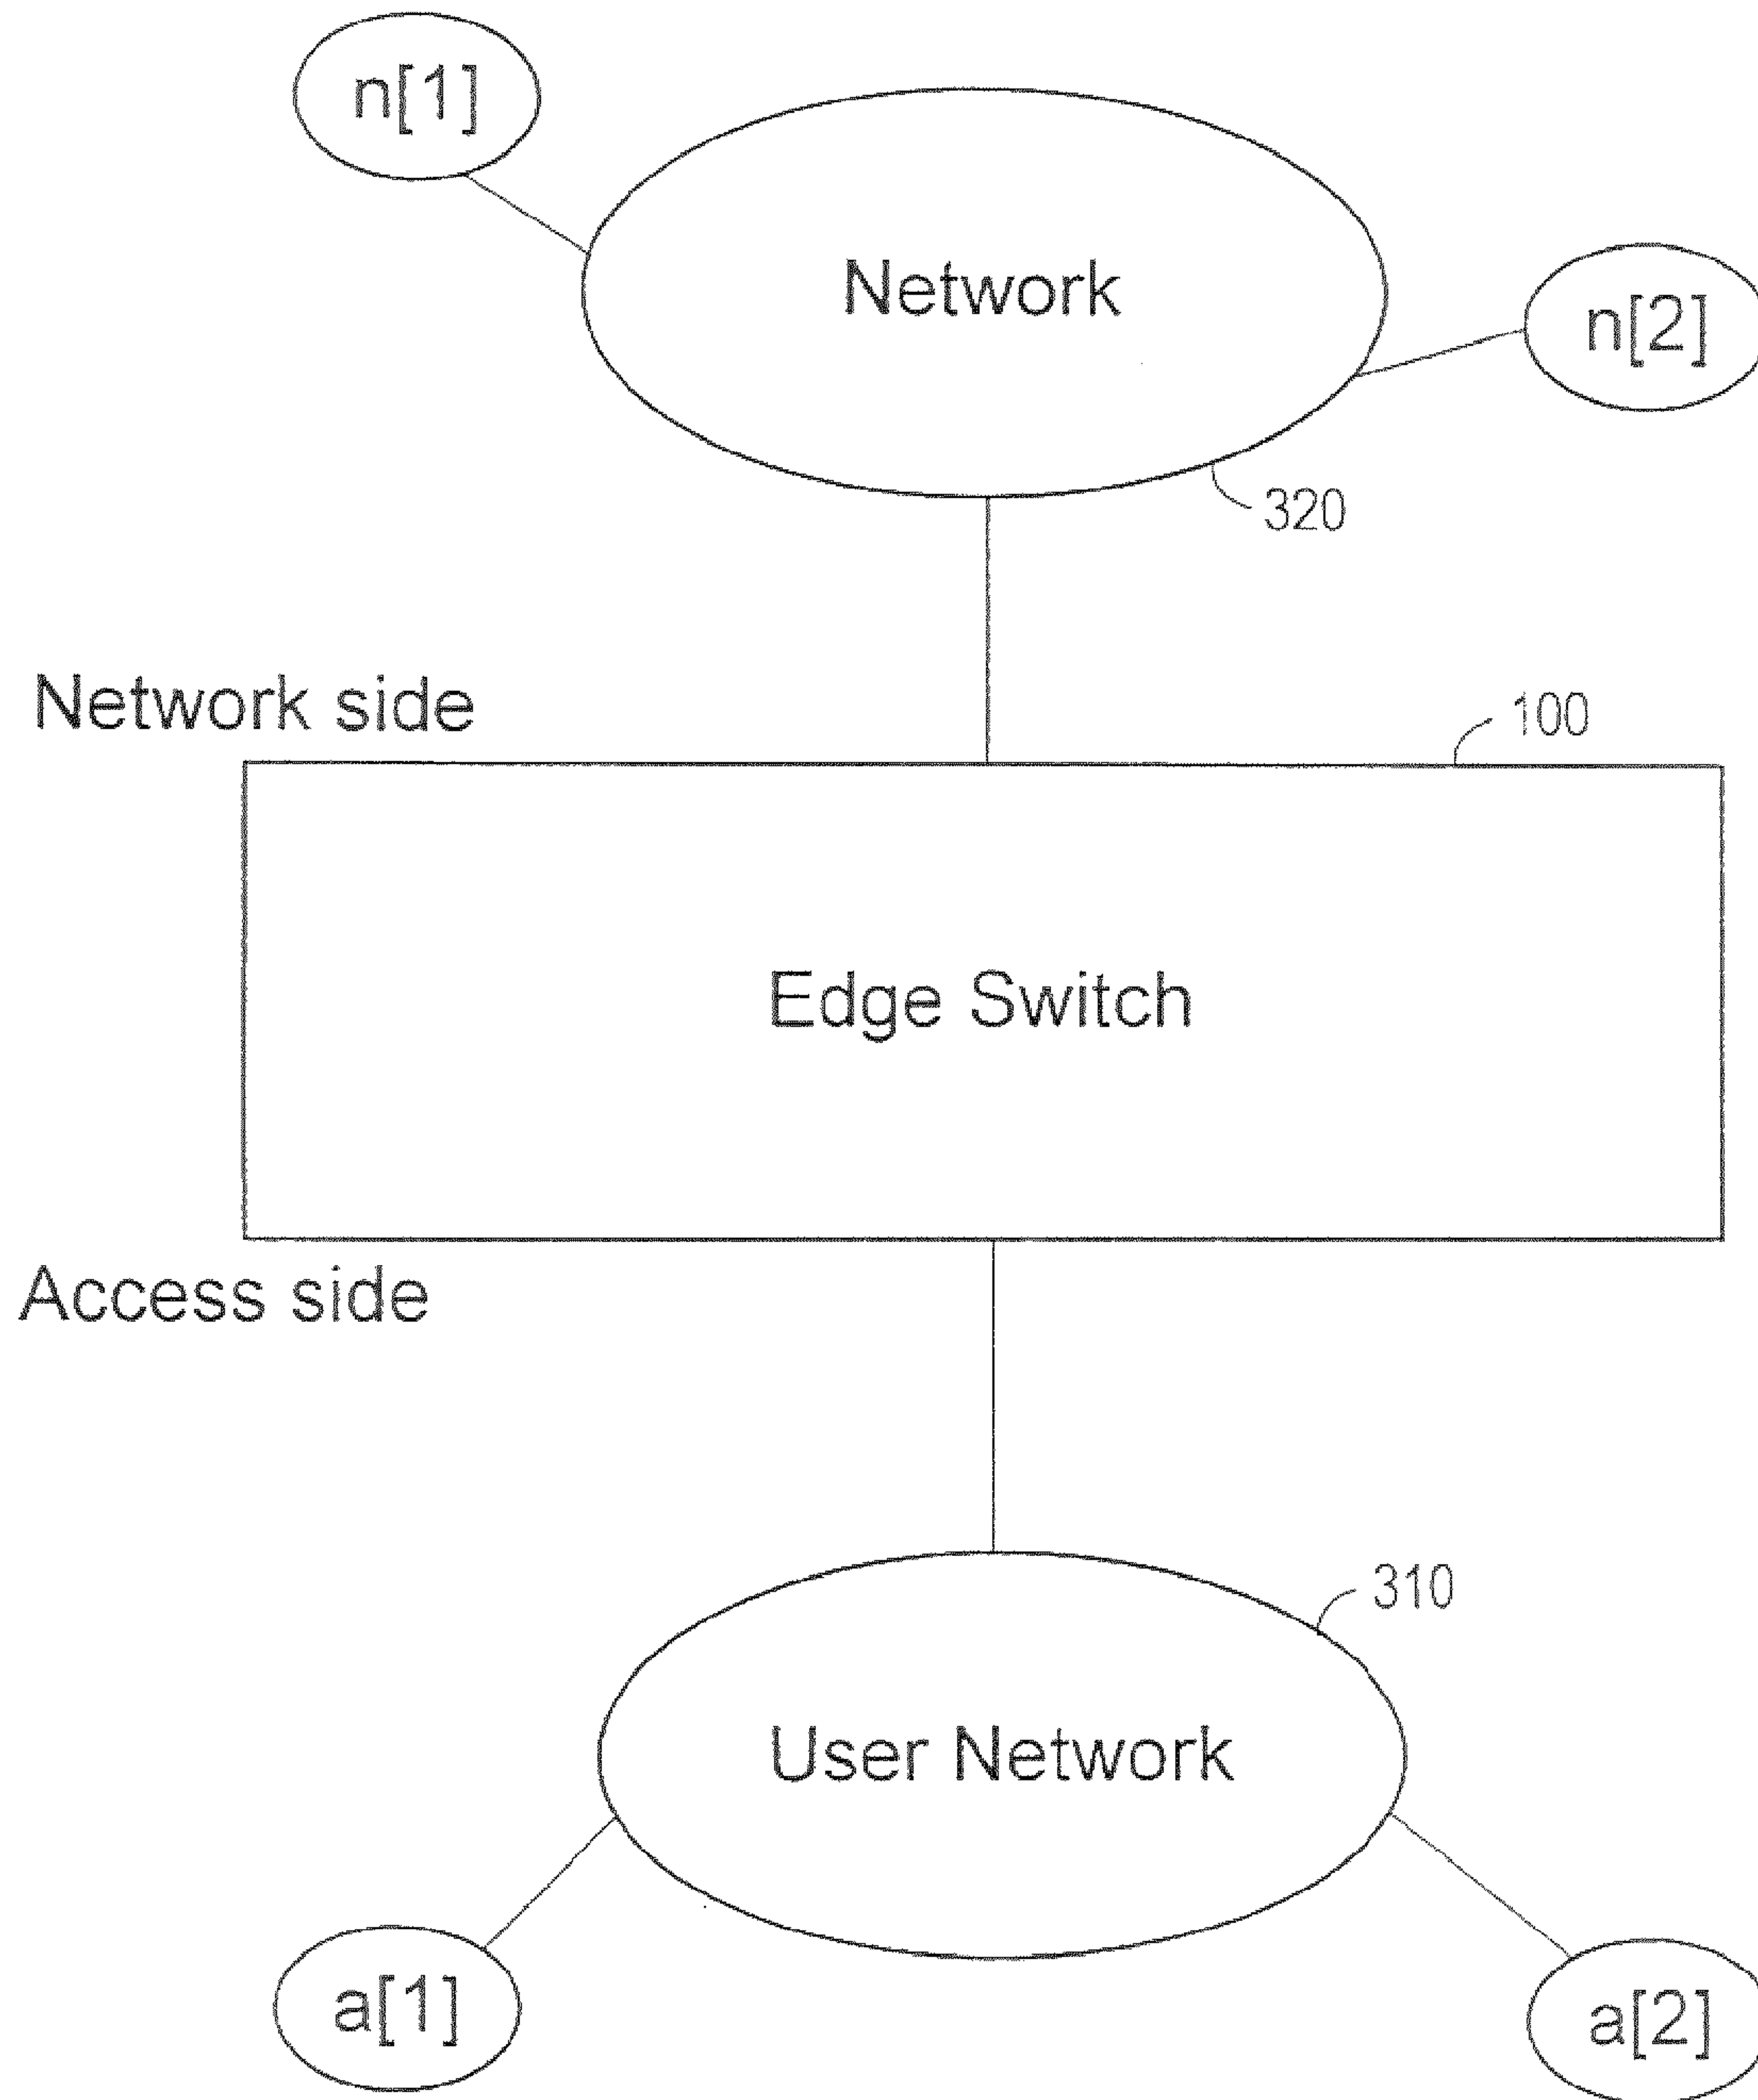 n[1]
Network
n[2]
320
Network side
100
Edge Switch
Access side
310
User Network
a[1]
a[2]